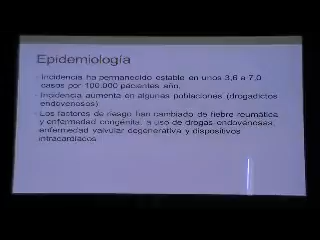 Epidemiología
- Incidencia ha permanecido estable en unos 3,6 a 7,0
casos por 100.000 pacientes año.
- Incidencia aumenta en algunas poblaciones (drogadictos
endovenosos)
- Los factores de riesgo han cambiado de fiebre reumática
y enfermedad congénita, a uso de drogas endovenosas,
enfermedad valvular degenerativa y dispositivos
intracardíacos